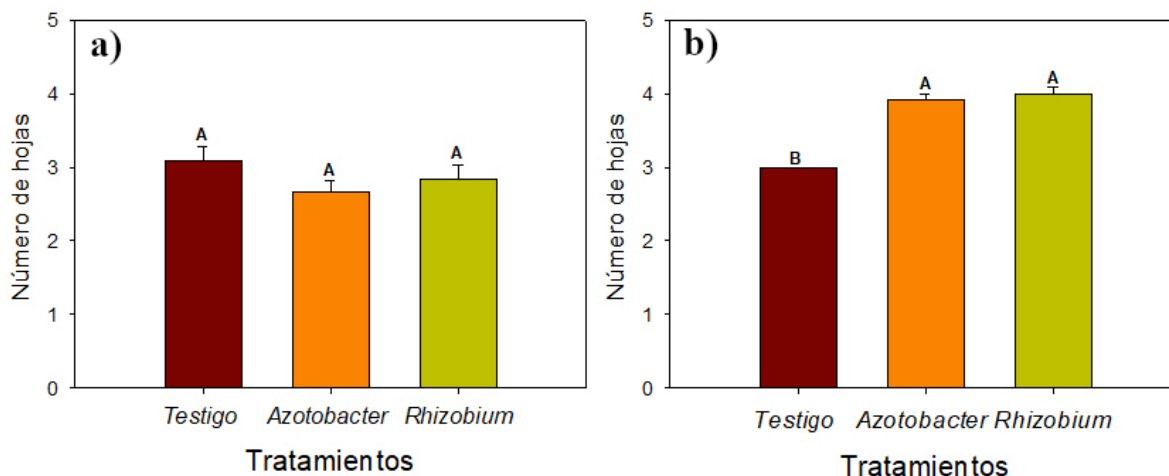 a)
Número de hojas
5
4
3
2
1
0
A
A
A
Testigo
Azotobacter
Rhizobium
Tratamientos
b)
Número de hojas
5
4
3
2
1
0
B
A
A
Testigo
Azotobacter
Rhizobium
Tratamientos